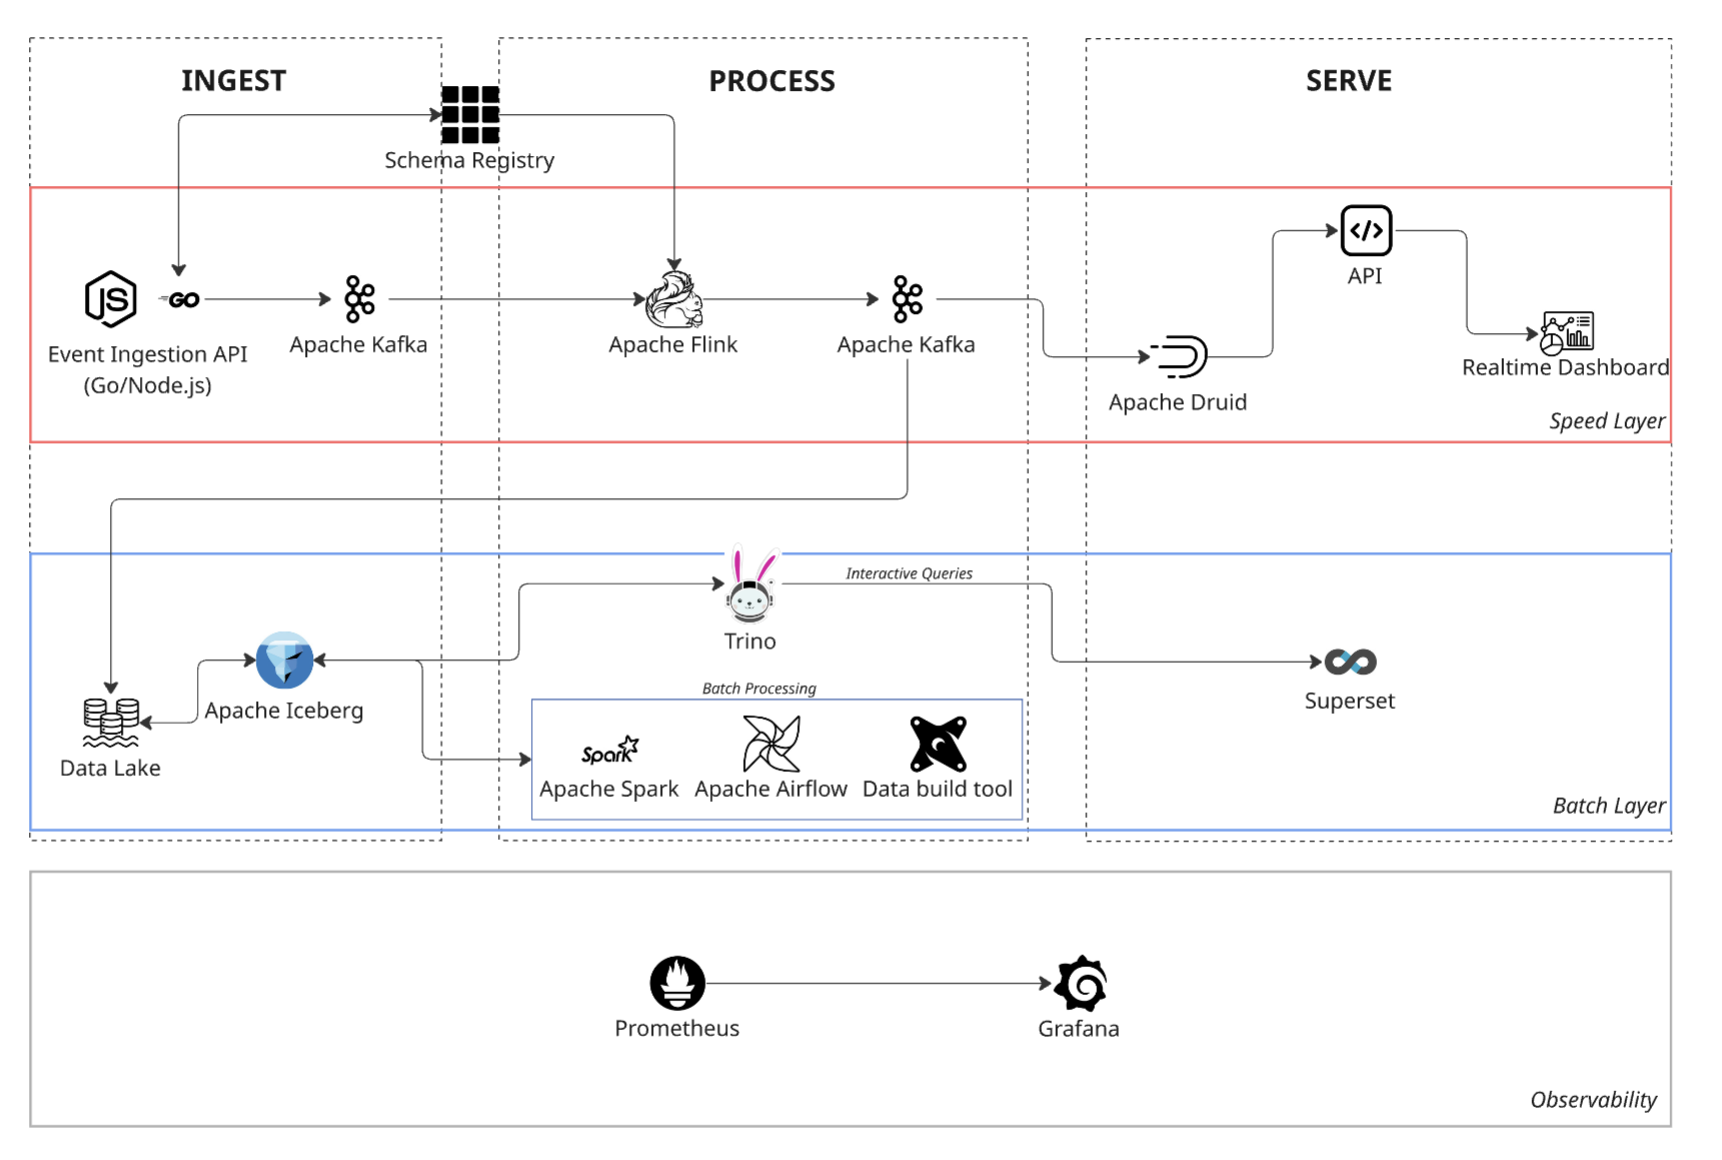 INGEST
PROCESS
SERVE
Schema Registry
JS
GO
Event Ingestion API
(Go/Node.js)
Apache Kafka
Apache Flink
Apache Kafka
Apache Druid
</>
API
Realtime Dashboard
Speed Layer
Interactive Queries
Trino
Apache Iceberg
Data Lake
Batch Processing
Spark
Apache Spark
Apache Airflow
Data build tool
Superset
Batch Layer
Prometheus
Grafana
Observability